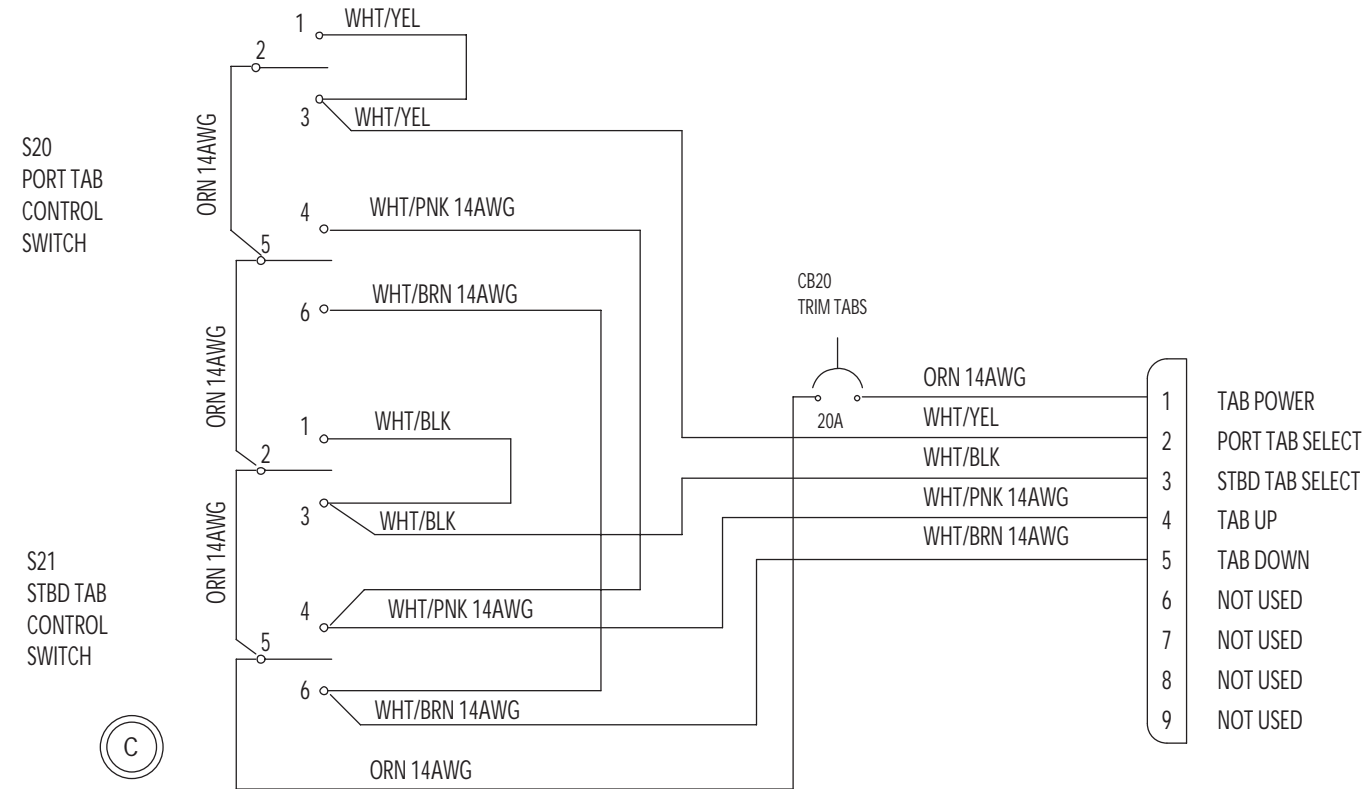 1
WHT/YEL
2
3
WHT/YEL
S20
PORT TAB
CONTROL
SWITCH
ORN 14AWG
4
WHT/PNK 14AWG
5
6
WHT/BRN 14AWG
ORN 14AWG
CB20
TRIM TABS
20A
1
WHT/BLK
2
3
WHT/BLK
S21
STBD TAB
CONTROL
SWITCH
ORN 14AWG
4
WHT/PNK 14AWG
5
6
WHT/BRN 14AWG
ORN 14AWG
C
ORN 14AWG
1 TAB POWER
WHT/YEL
2 PORT TAB SELECT
WHT/BLK
3 STBD TAB SELECT
WHT/PNK 14AWG
4 TAB UP
WHT/BRN 14AWG
5 TAB DOWN
6 NOT USED
7 NOT USED
8 NOT USED
9 NOT USED